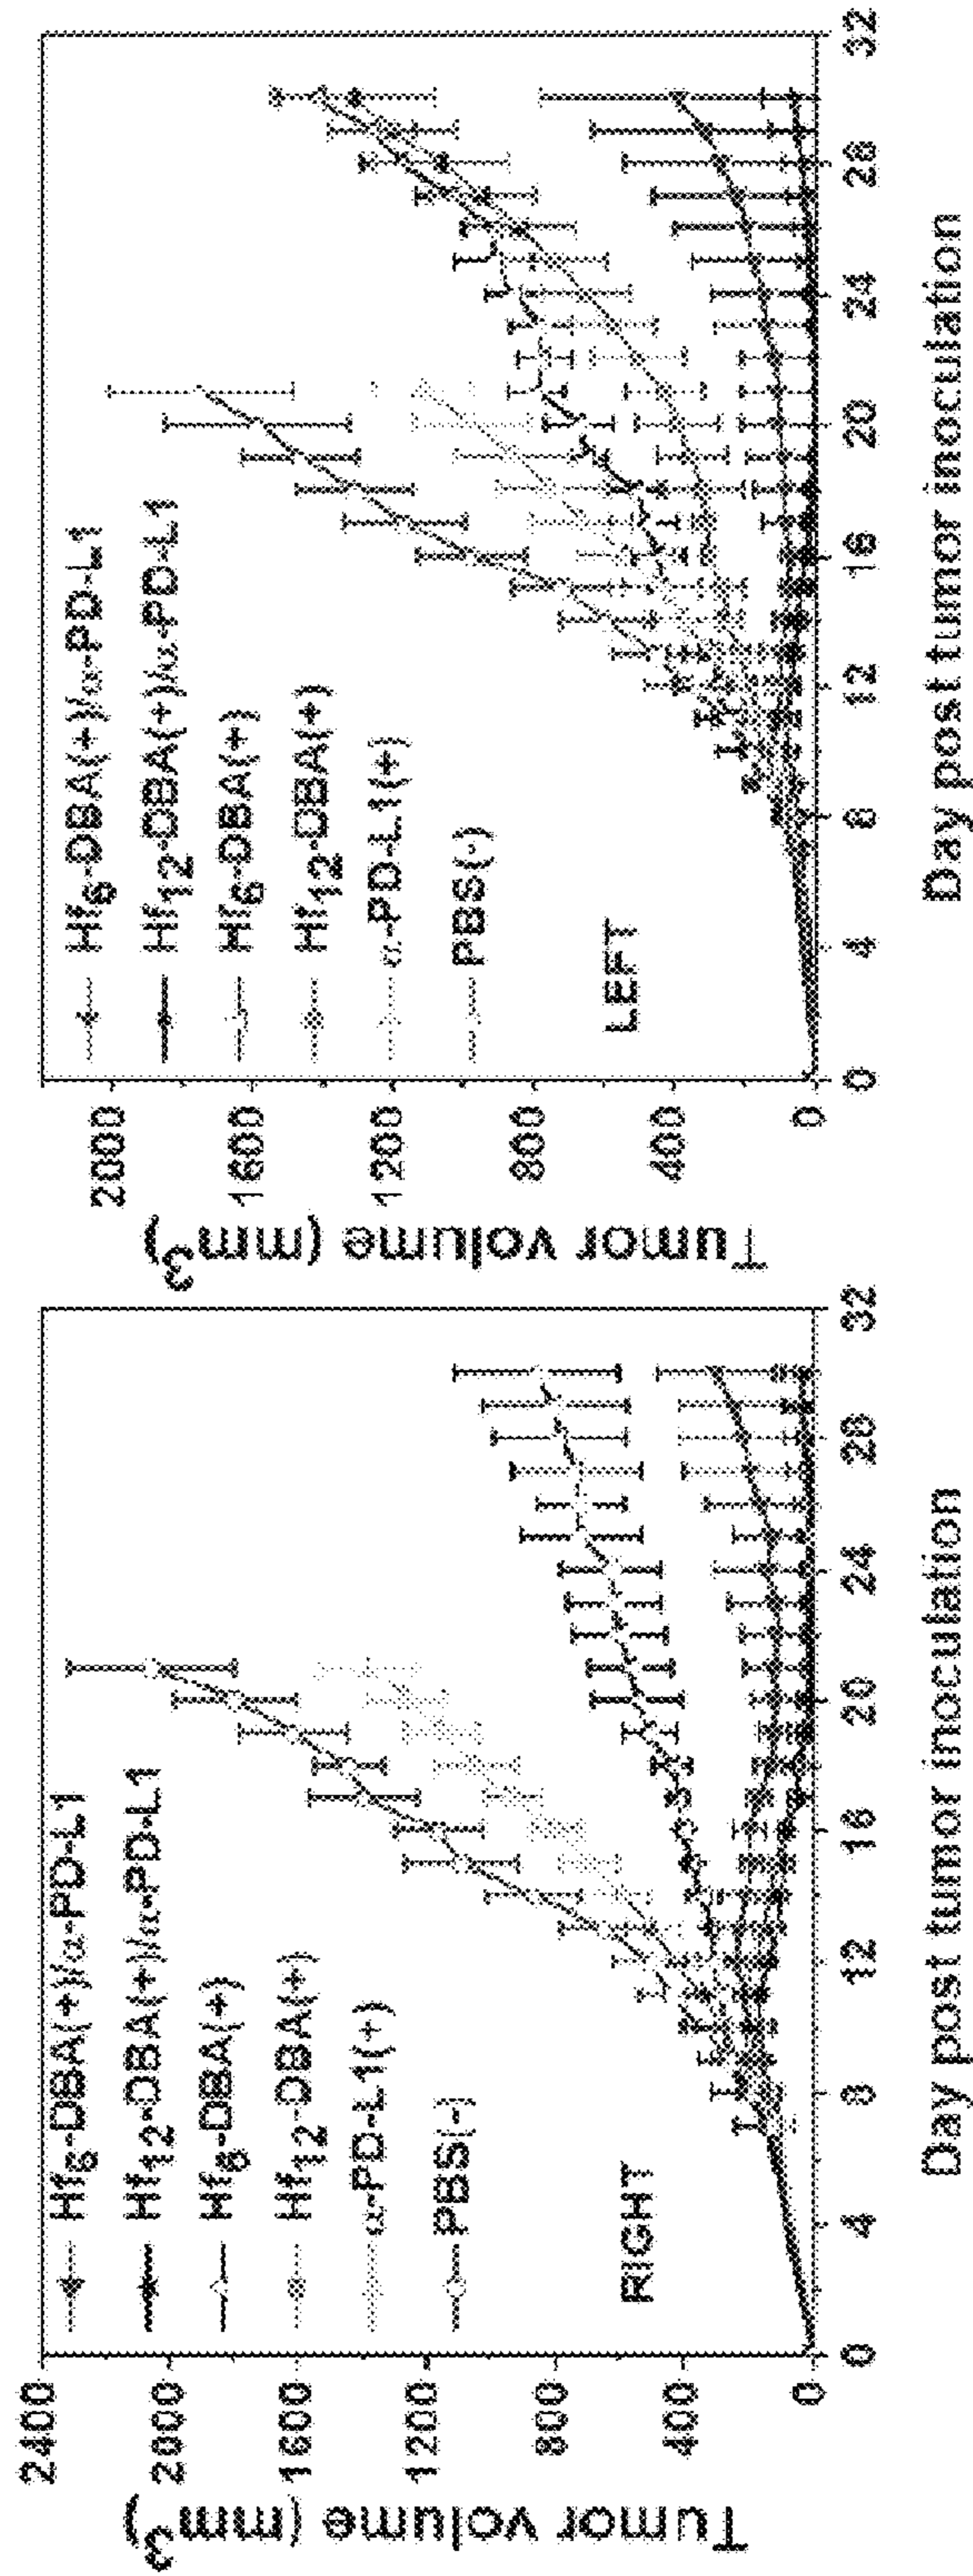 Tumor volume (mm3)
2400
2000
1600
1200
800
400
0
Hf6-DBA(+)/α-PD-L1
Hf12-DBA(+)/α-PD-L1
Hf6-DBA(+)
Hf12-DBA(+)
α-PD-L1(+)
PBS(-)
RIGHT
0 4 8 12 16 20 24 28 32
Day post tumor inoculation
Tumor volume (mm3)
2000
1600
1200
800
400
0
Hf6-DBA(+)/α-PD-L1
Hf12-DBA(+)/α-PD-L1
Hf6-DBA(+)
Hf12-DBA(+)
α-PD-L1(+)
PBS(-)
LEFT
0 4 8 12 16 20 24 28 32
Day post tumor inoculation